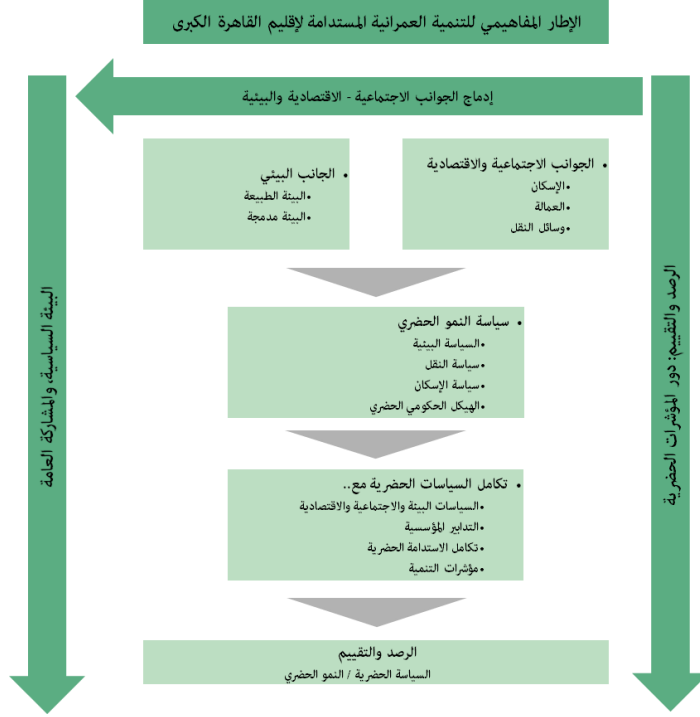 الإطار المفاهيمي للتنمية العمرانية المستدامة لإقليم القاهرة الكبرى
إدماج الجوانب الاجتماعية - الاقتصادية والبيئية
• الجوانب الاجتماعية والاقتصادية
•الإسكان
•العمالة
•وسائل النقل
• الجانب البيئي
•البيئة الطبيعة
•البيئة مدمجة
• سياسة النمو الحضري
•السياسة البيئية
•سياسة النقل
•سياسة الإسكان
•الهيكل الحكومي الحضري
• تكامل السياسات الحضرية مع..
•السياسات البيئة والاجتماعية والاقتصادية
•التدابير المؤسسية
•تكامل الاستدامة الحضرية
•مؤشرات التنمية
الرصد والتقييم
السياسة الحضرية / النمو الحضري
الرصد والتقييم: دور المؤشرات الحضرية
البيئة السياسية، والمشاركة العامة